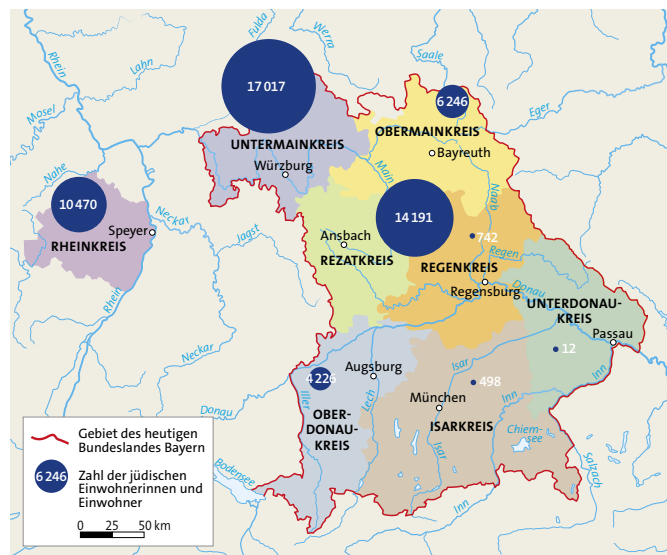 Fulda
Werra
Rhein
Lahn
Saale
17 017
6 246
Mosel
Eger
OBERMAINKREIS
UNTERMAINKREIS
Bayreuth
Würzburg
Nahe
Main
Naab
10 470
14 191
Neckar
Speyer
Jagst
Ansbach
742
RHEINKREIS
REZATKREIS
REGENKREIS
Regen
Regensburg
Donau
Rhein
UNTERDONAU-
KREIS
Passau
Neckar
12
Augsburg
Isar
Inn
4 226
498
Iller
Lech
München
Inn
Donau
OBER-
DONAU-
KREIS
ISARKREIS
Chiem-
see
Isar
Salzach
Bodensee
Inn
Gebiet des heutigen
Bundeslandes Bayern
6 246
Zahl der jüdischen
Einwohnerinnen und
Einwohner
0 25 50 km